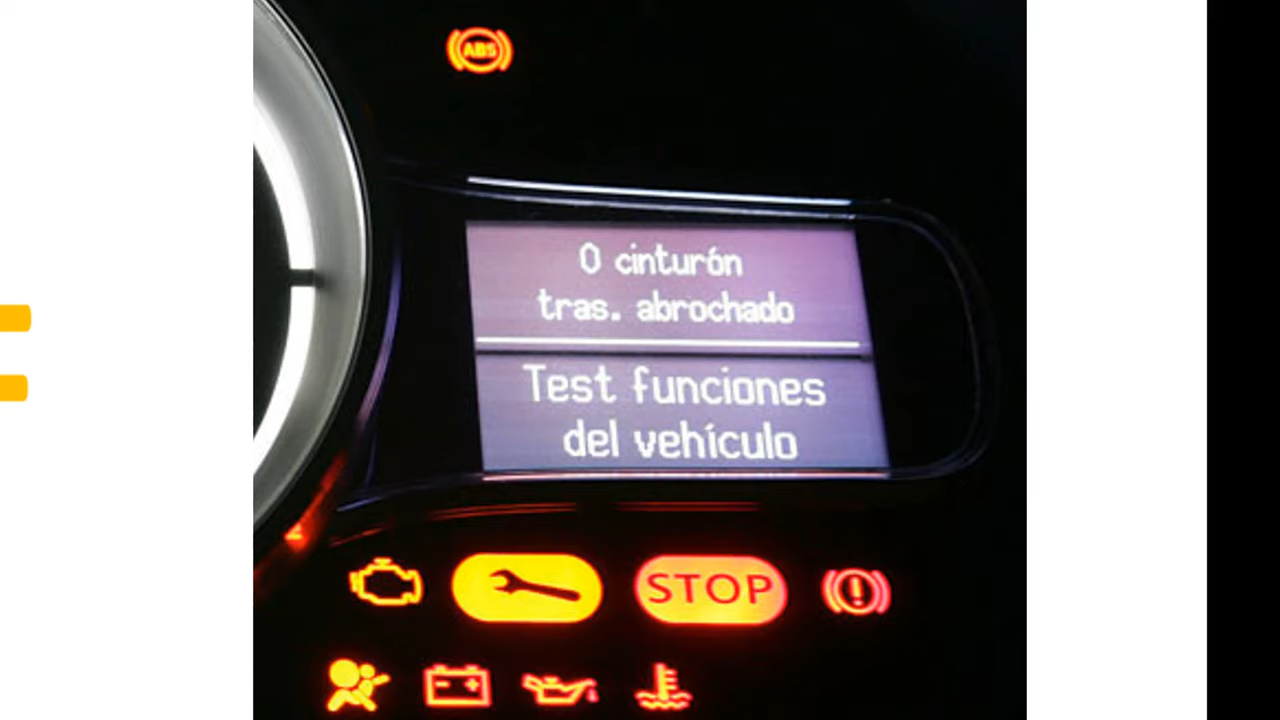 ABS
0 cinturón
tras. abrochado
Test funciones
del vehículo
STOP